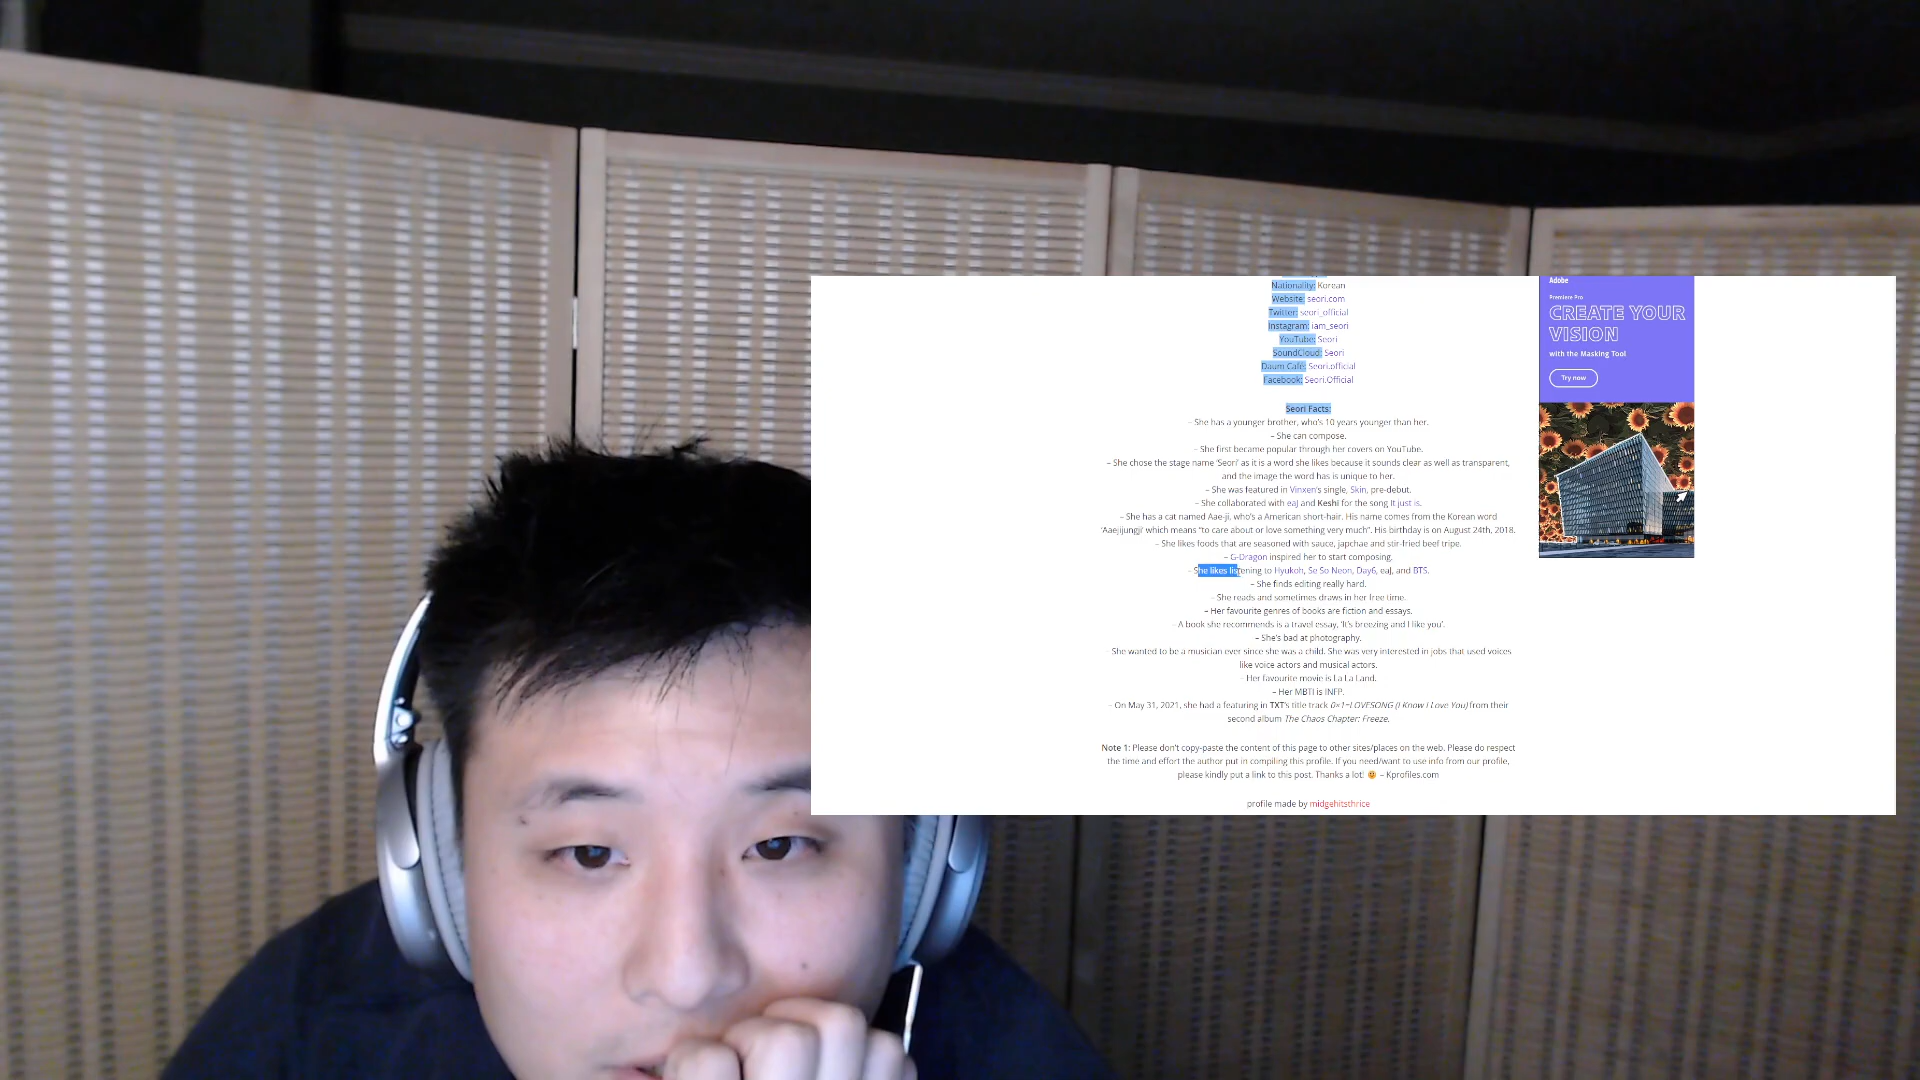 Nationality: Korean
Website: seori.com
Twitter: seori_official
Instagram: iam_seori
YouTube: Seori
SoundCloud: Seori
Daum Café: Seori.official
Facebook: Seori.Official
Seori Facts:
– She has a younger brother, who's 10 years younger than her.
– She can compose.
– She first became popular through her covers on YouTube.
– She chose the stage name 'Seori' as it is a word she likes because it sounds clear as well as transparent,
and the image the word has is unique to her.
– She was featured in Vinxen's single, Skin, pre-debut.
– She collaborated with eaJ and Keshi for the song It just is.
– She has a cat named Aae-ji, who's a American short-hair. His name comes from the Korean word
'Aaejijungji' which means "to care about or love something very much". His birthday is on August 24th, 2018.
– She likes foods that are seasoned with sauce, japchae and stir-fried beef tripe.
– G-Dragon inspired her to start composing.
– She likes listening to Hyukoh, Se So Neon, Day6, eaJ, and BTS.
– She finds editing really hard.
– She reads and sometimes draws in her free time.
– Her favourite genres of books are fiction and essays.
– A book she recommends is a travel essay, 'It's breezing and I like you'.
– She's bad at photography.
– She wanted to be a musician ever since she was a child. She was very interested in jobs that used voices
like voice actors and musical actors.
– Her favourite movie is La La Land.
– Her MBTI is INFP.
– On May 31, 2021, she had a featuring in TXT's title track 0×1=LOVESONG (I Know I Love You) from their
second album The Chaos Chapter: Freeze.
Note 1: Please don't copy-paste the content of this page to other sites/places on the web. Please do respect
the time and effort the author put in compiling this profile. If you need/want to use info from our profile,
please kindly put a link to this post. Thanks a lot! 🙂 – Kprofiles.com
profile made by midgehitsthrice
Adobe
Premiere Pro
CREATE YOUR
VISION
with the Masking Tool
Try now